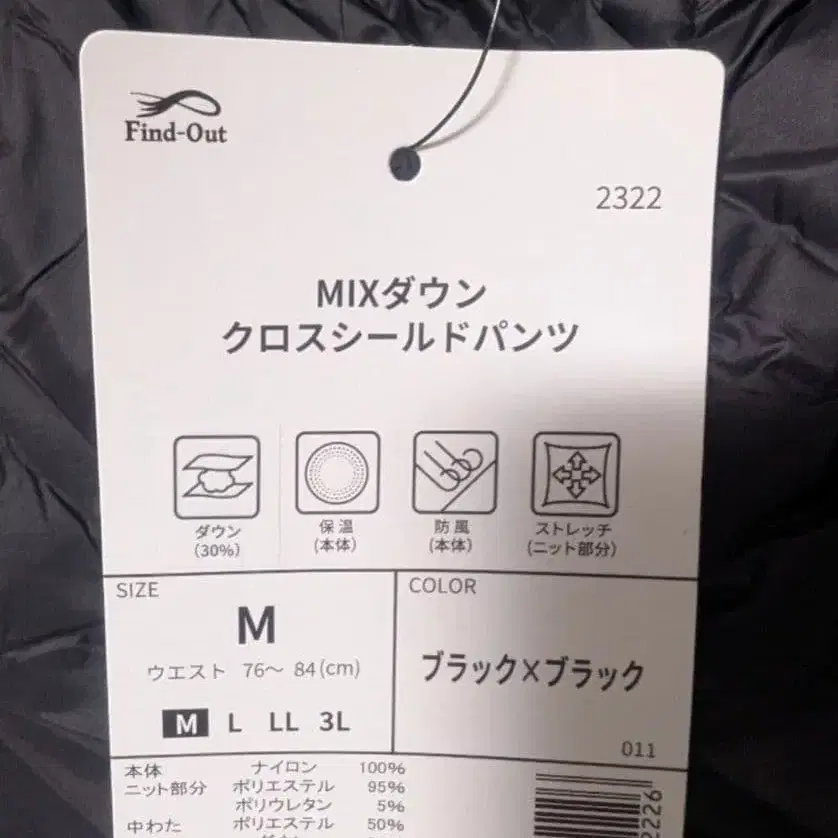 Find-Out
2322
MIXダウン
クロスシールドパンツ
ダウン
(30%)
保温
(本体)
防風
(本体)
ストレッチ
(ニット部分)
SIZE
M
ウエスト 76〜 84(cm)
M L LL 3L
COLOR
ブラック×ブラック
011
本体 ナイロン 100%
ニット部分 ポリエステル 95%
ポリウレタン 5%
中わた ポリエステル 50%